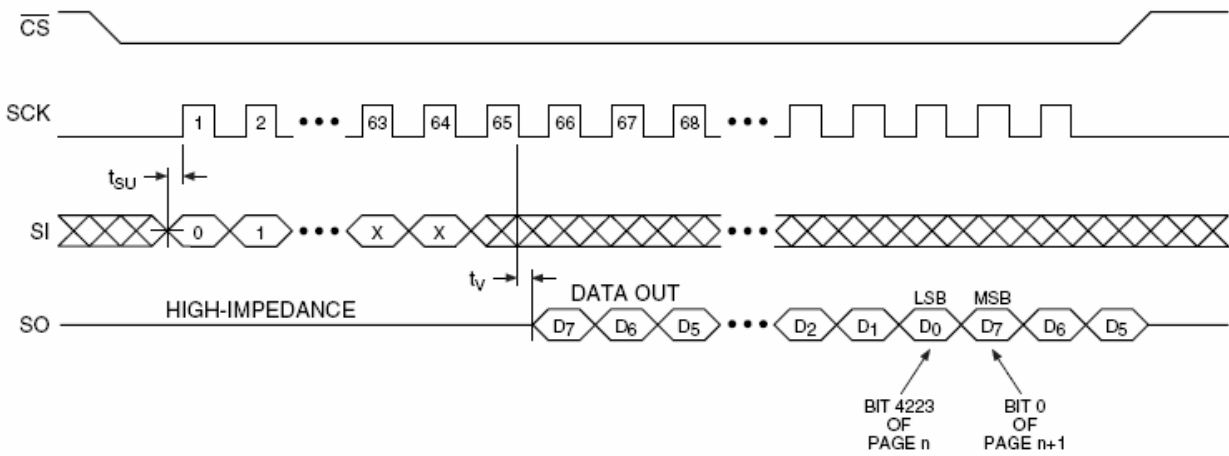 CS
SCK
1 2 ••• 63 64 65 66 67 68 •••
tSU
SI
0 1 ••• X X •••
tV
DATA OUT
HIGH-IMPEDANCE
LSB MSB
SO
D7 D6 D5 ••• D2 D1 D0 D7 D6 D5
BIT 4223
OF
PAGE n
BIT 0
OF
PAGE n+1